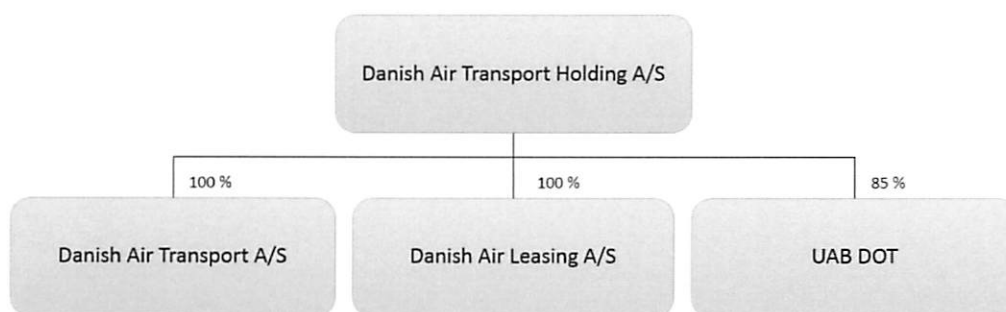 Danish Air Transport Holding A/S
100 %
100 %
85 %
Danish Air Transport A/S
Danish Air Leasing A/S
UAB DOT